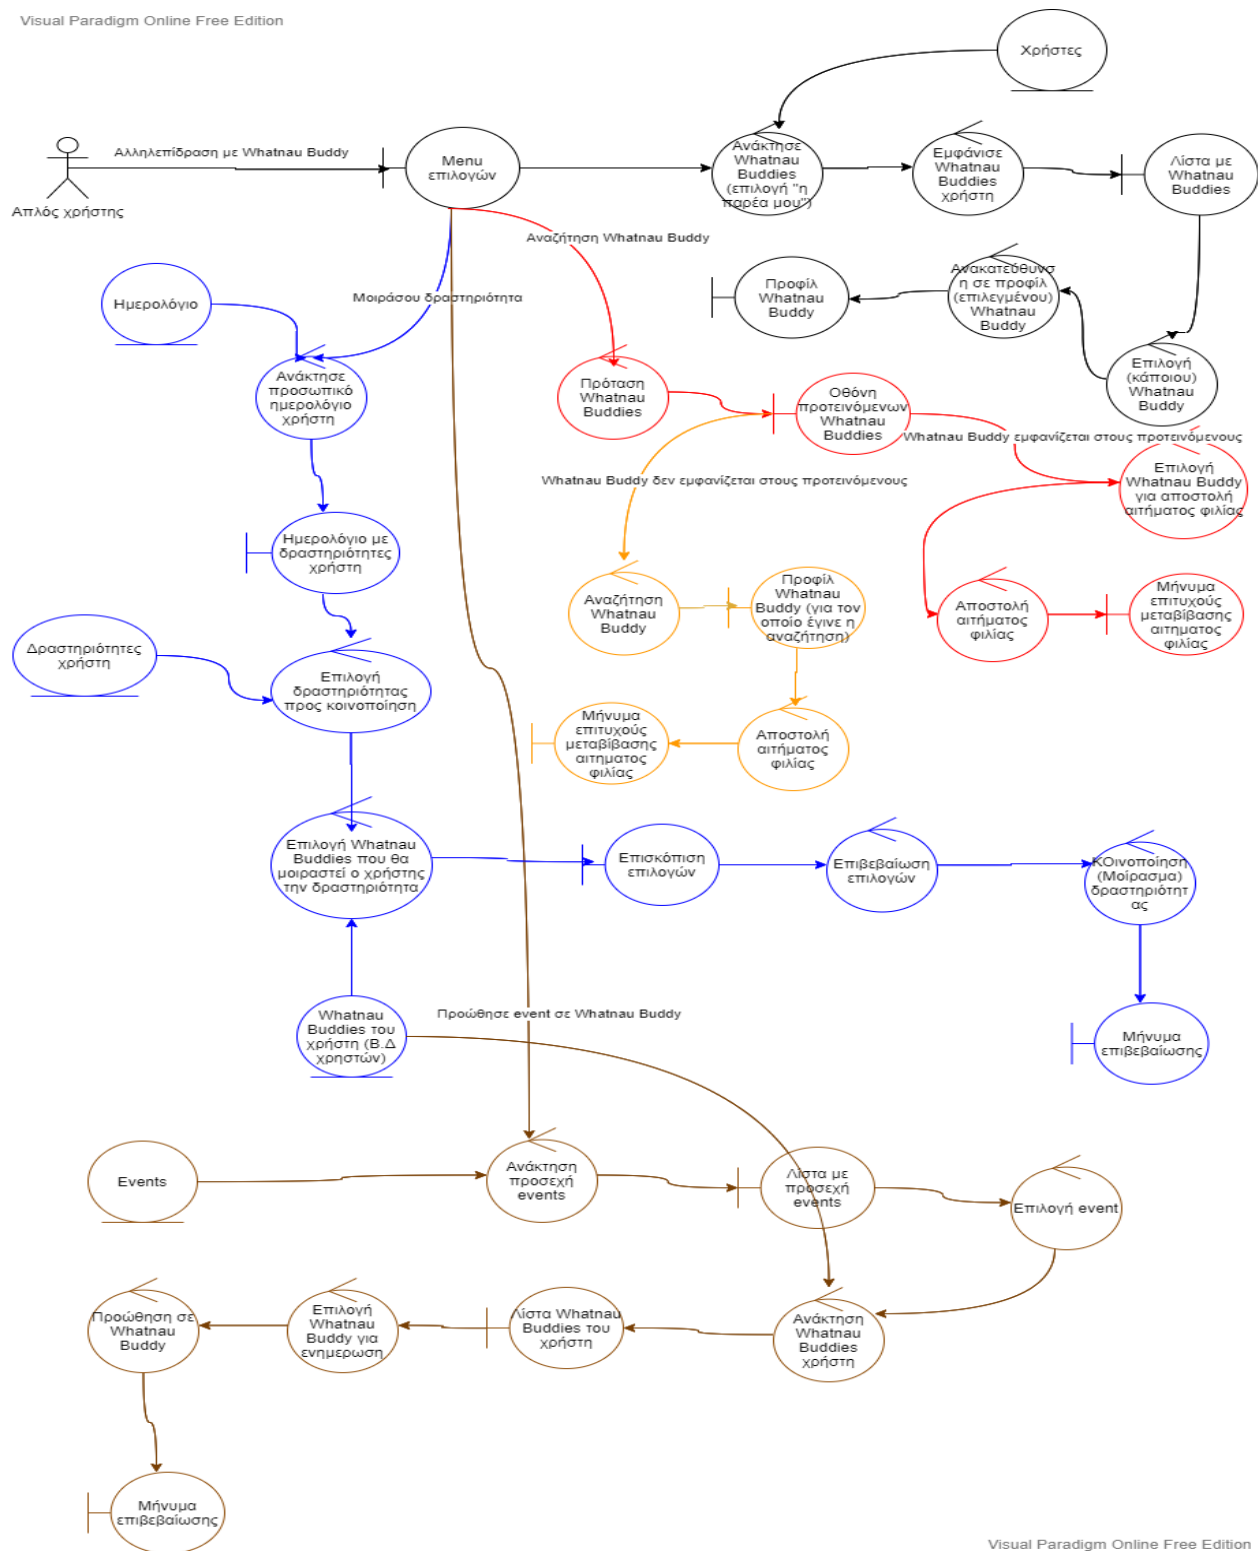 Visual Paradigm Online Free Edition
Χρήστες
Αλληλεπίδραση με Whatnau Buddy
Απλός χρήστης
Menu
επιλογών
Ανάκτησε
Whatnau
Buddies
(επιλογή "η
παρέα μου")
Εμφάνισε
Whatnau
Buddies
χρήστη
Λίστα με
Whatnau
Buddies
Αναζήτηση Whatnau Buddy
Μοιράσου δραστηριότητα
Ημερολόγιο
Προφίλ
Whatnau
Buddy
Ανακατεύθυνσ
η σε προφίλ
(επιλεγμένου)
Whatnau
Buddy
Επιλογή
(κάποιου)
Whatnau
Buddy
Ανάκτησε
προσωπικό
ημερολόγιο
χρήστη
Πρόταση
Whatnau
Buddies
Οθόνη
προτεινόμενων
Whatnau
Buddies
Whatnau Buddy εμφανίζεται στους προτεινόμενους
Επιλογή
Whatnau Buddy
για αποστολή
αιτήματος φιλίας
Whatnau Buddy δεν εμφανίζεται στους προτεινόμενους
Ημερολόγιο με
δραστηριότητες
χρήστη
Αναζήτηση
Whatnau
Buddy
Προφίλ
Whatnau
Buddy (για τον
οποίο έγινε η
αναζήτηση)
Αποστολή
αιτήματος
φιλίας
Μήνυμα
επιτυχούς
μεταβίβασης
αιτηματος
φιλίας
Δραστηριότητες
χρήστη
Επιλογή
δραστηριότητας
προς κοινοποίηση
Μήνυμα
επιτυχούς
μεταβίβασης
αιτηματος
φιλίας
Αποστολή
αιτήματος
φιλίας
Επιλογή Whatnau
Buddies που θα
μοιραστεί ο χρήστης
την δραστηριότητα
Επισκόπιση
επιλογών
Επιβεβαίωση
επιλογών
ΚΟινοποίηση
(Μοίρασμα)
δραστηριότητ
ας
Whatnau
Buddies του
χρήστη (Β.Δ
χρηστών)
Προώθησε event σε Whatnau Buddy
Μήνυμα
επιβεβαίωσης
Events
Ανάκτηση
προσεχή
events
Λίστα με
προσεχή
events
Επιλογή event
Προώθηση σε
Whatnau
Buddy
Επιλογή
Whatnau
Buddy για
ενημερωση
Λίστα Whatnau
Buddies του
χρήστη
Ανάκτηση
Whatnau
Buddies
χρήστη
Μήνυμα
επιβεβαίωσης
Visual Paradigm Online Free Edition